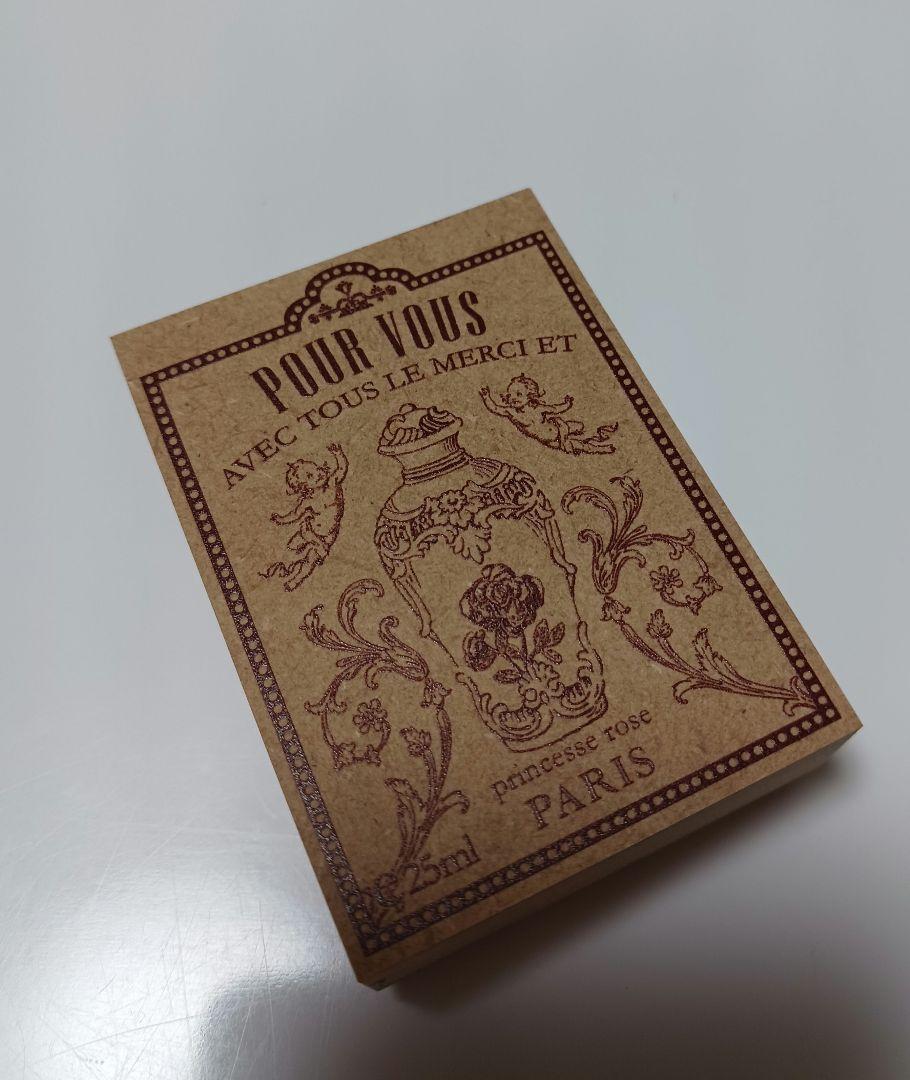 POUR VOUS
AVEC TOUS LE MERCI ET
princesse rose
PARIS
e 25ml